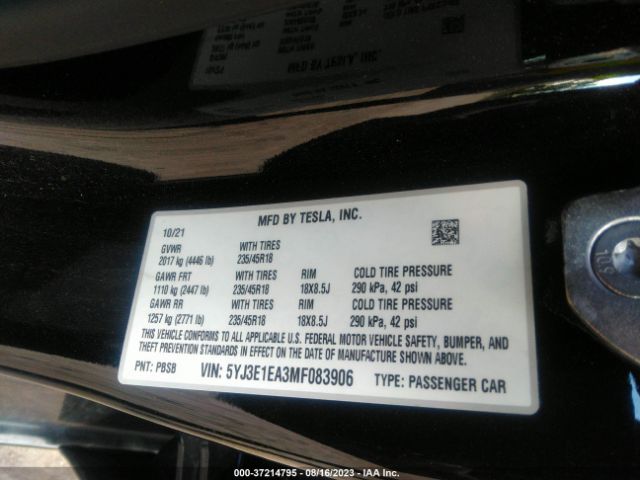 MFD BY TESLA, INC.
10/21
GVWR WITH TIRES
2017 kg (4446 lb) 235/45R18
GAWR FRT WITH TIRES RIM COLD TIRE PRESSURE
1110 kg (2447 lb) 235/45R18 18X8.5J 290 kPa, 42 psi
GAWR RR WITH TIRES RIM COLD TIRE PRESSURE
1257 kg (2771 lb) 235/45R18 18X8.5J 290 kPa, 42 psi
THIS VEHICLE CONFORMS TO ALL APPLICABLE U.S. FEDERAL MOTOR VEHICLE SAFETY, BUMPER, AND
THEFT PREVENTION STANDARDS IN EFFECT ON THE DATE OF MANUFACTURE SHOWN ABOVE.
PNT: PBSB VIN: 5YJ3E1EA3MF083906 TYPE: PASSENGER CAR
000-37214795 - 08/16/2023 - IAA Inc.